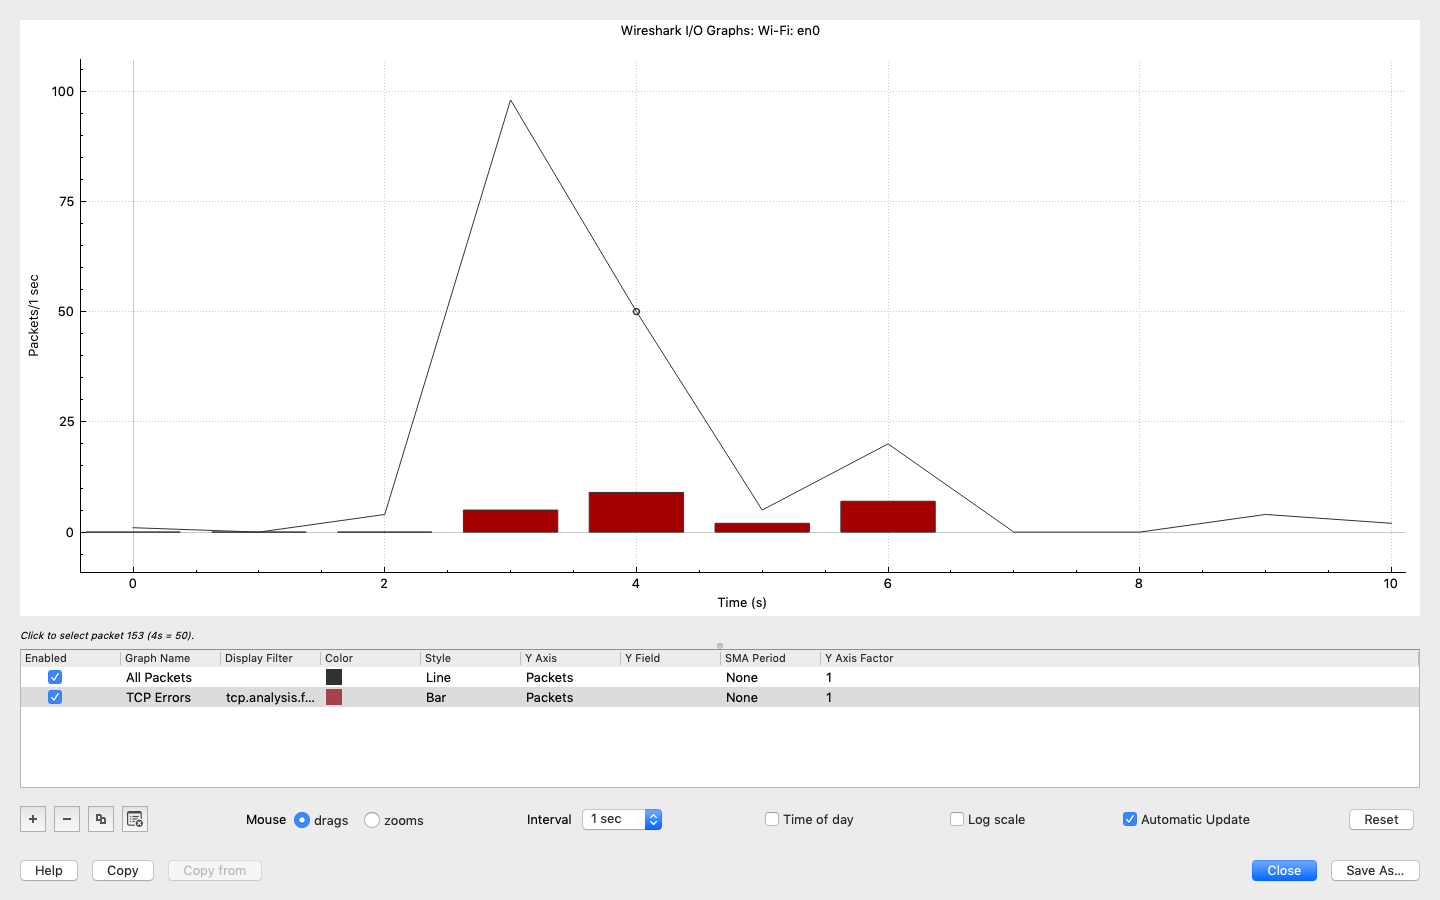 Wireshark I/O Graphs: Wi-Fi: en0
100
75
50
25
0
Packets/1 sec
0 2 4 6 8 10
Time (s)
Click to select packet 153 (4s = 50).
Enabled Graph Name Display Filter Color Style Y Axis Y Field SMA Period Y Axis Factor
All Packets Line Packets None 1
TCP Errors tcp.analysis.f... Bar Packets None 1
Mouse drags zooms Interval 1 sec Time of day Log scale Automatic Update Reset
Help Copy Copy from Close Save As...